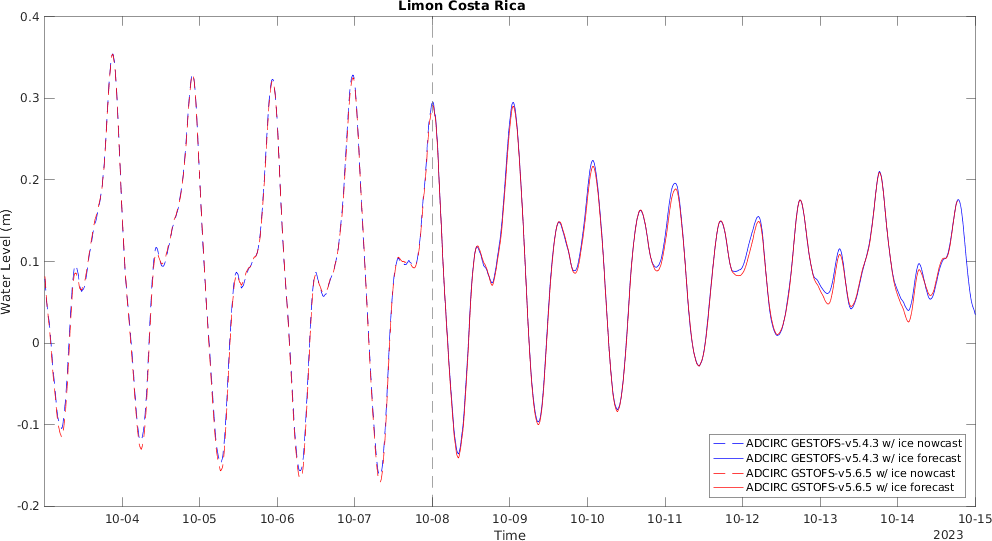 Limon Costa Rica
0.4
0.3
0.2
0.1
0
-0.1
-0.2
Water Level (m)
ADCIRC GESTOFS-v5.4.3 w/ ice nowcast
ADCIRC GESTOFS-v5.4.3 w/ ice forecast
ADCIRC GSTOFS-v5.6.5 w/ ice nowcast
ADCIRC GSTOFS-v5.6.5 w/ ice forecast
10-04 10-05 10-06 10-07 10-08 10-09 10-10 10-11 10-12 10-13 10-14 10-15
Time
2023